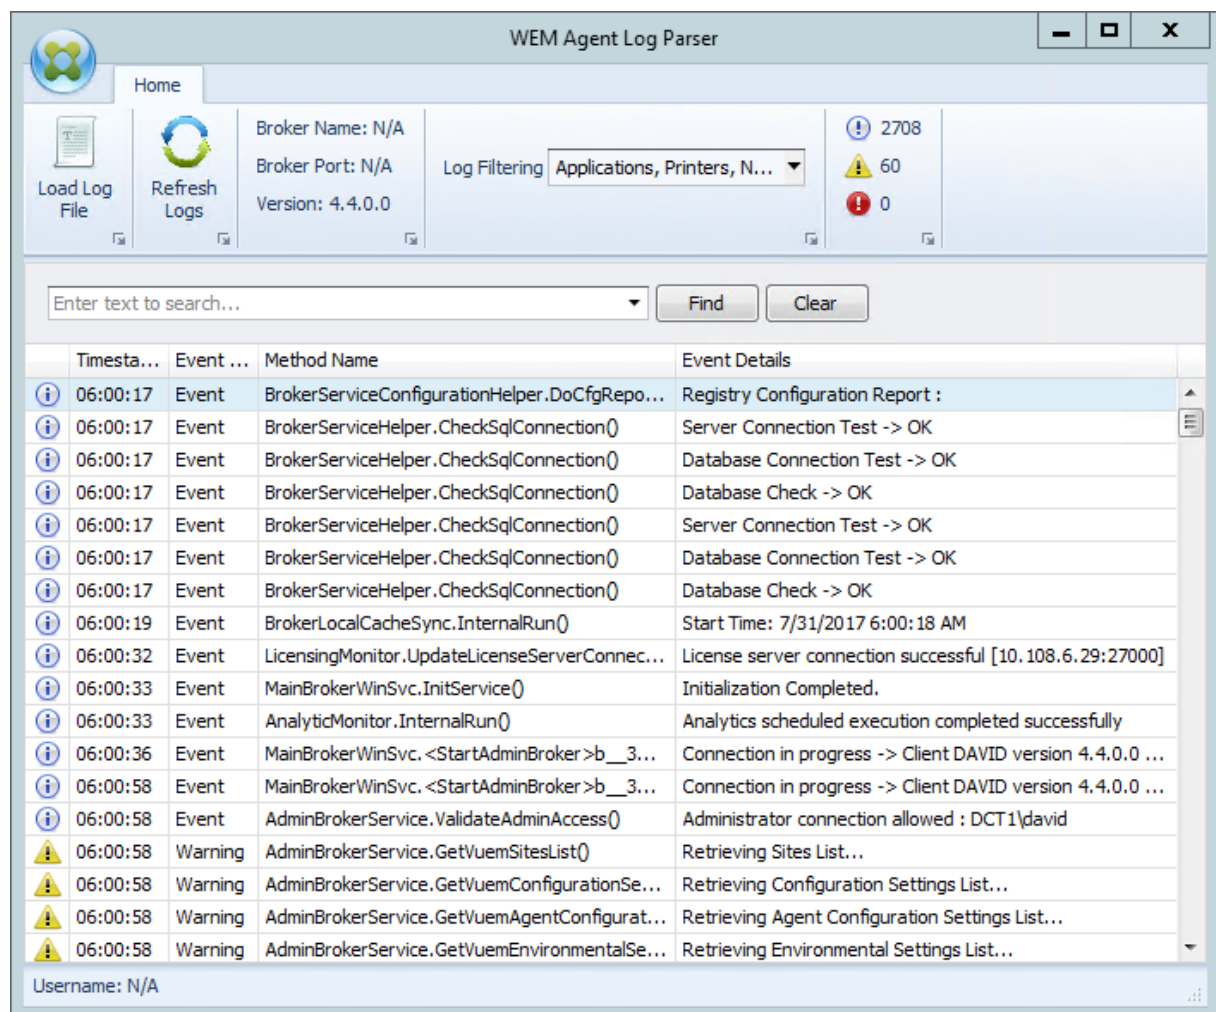 WEM Agent Log Parser
Home
Load Log File
Refresh Logs
Broker Name: N/A
Broker Port: N/A
Version: 4.4.0.0
Log Filtering Applications, Printers, N...
2708
60
0
Enter text to search...
Find Clear
Timesta... Event ... Method Name Event Details
06:00:17 Event BrokerServiceConfigurationHelper.DoCfgRepo... Registry Configuration Report :
06:00:17 Event BrokerServiceHelper.CheckSqlConnection() Server Connection Test -> OK
06:00:17 Event BrokerServiceHelper.CheckSqlConnection() Database Connection Test -> OK
06:00:17 Event BrokerServiceHelper.CheckSqlConnection() Database Check -> OK
06:00:17 Event BrokerServiceHelper.CheckSqlConnection() Server Connection Test -> OK
06:00:17 Event BrokerServiceHelper.CheckSqlConnection() Database Connection Test -> OK
06:00:17 Event BrokerServiceHelper.CheckSqlConnection() Database Check -> OK
06:00:19 Event BrokerLocalCacheSync.InternalRun() Start Time: 7/31/2017 6:00:18 AM
06:00:32 Event LicensingMonitor.UpdateLicenseServerConnec... License server connection successful [10.108.6.29:27000]
06:00:33 Event MainBrokerWinSvc.InitService() Initialization Completed.
06:00:33 Event AnalyticMonitor.InternalRun() Analytics scheduled execution completed successfully
06:00:36 Event MainBrokerWinSvc.<StartAdminBroker>b__3... Connection in progress -> Client DAVID version 4.4.0.0 ...
06:00:58 Event MainBrokerWinSvc.<StartAdminBroker>b__3... Connection in progress -> Client DAVID version 4.4.0.0 ...
06:00:58 Event AdminBrokerService.ValidateAdminAccess() Administrator connection allowed : DCT1\david
06:00:58 Warning AdminBrokerService.GetVuemSitesList() Retrieving Sites List...
06:00:58 Warning AdminBrokerService.GetVuemConfigurationSe... Retrieving Configuration Settings List...
06:00:58 Warning AdminBrokerService.GetVuemAgentConfigurat... Retrieving Agent Configuration Settings List...
06:00:58 Warning AdminBrokerService.GetVuemEnvironmentalSe... Retrieving Environmental Settings List...
Username: N/A